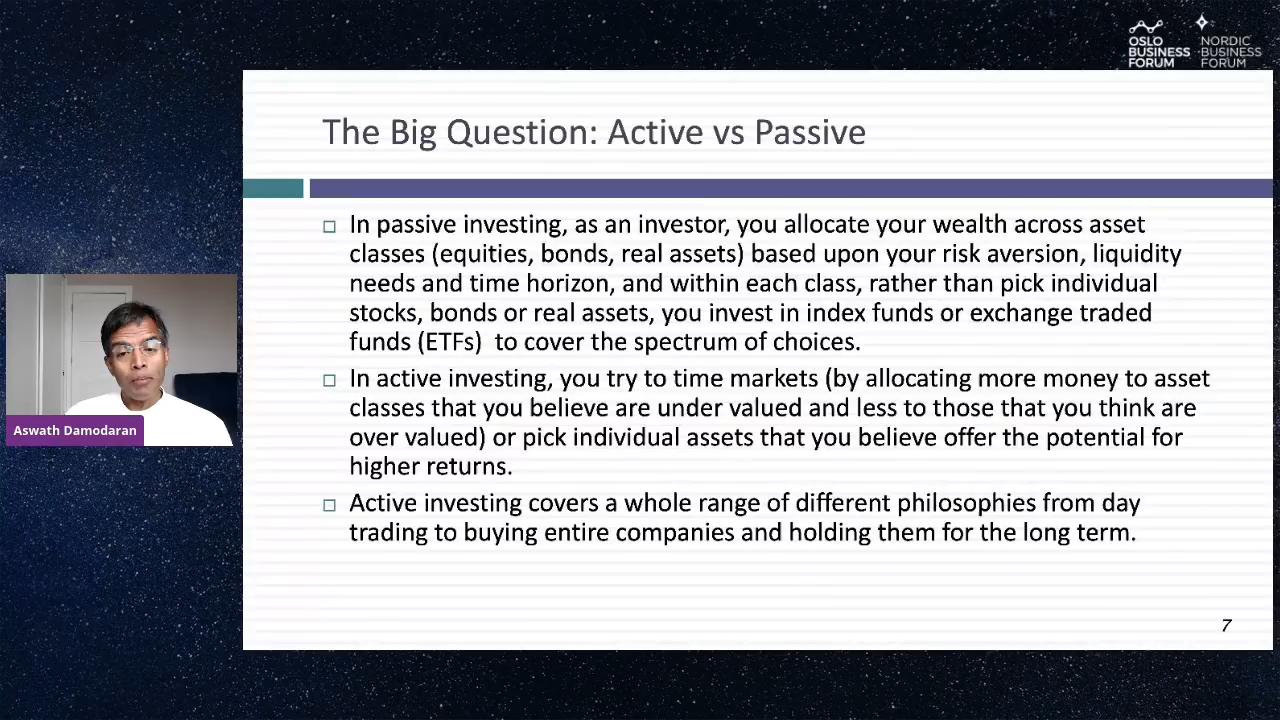 OSLO
BUSINESS
FORUM
NORDIC
BUSINESS
FORUM
The Big Question: Active vs Passive
In passive investing, as an investor, you allocate your wealth across asset
classes (equities, bonds, real assets) based upon your risk aversion, liquidity
needs and time horizon, and within each class, rather than pick individual
stocks, bonds or real assets, you invest in index funds or exchange traded
funds (ETFs)  to cover the spectrum of choices.
In active investing, you try to time markets (by allocating more money to asset
classes that you believe are under valued and less to those that you think are
over valued) or pick individual assets that you believe offer the potential for
higher returns.
Active investing covers a whole range of different philosophies from day
trading to buying entire companies and holding them for the long term.
Aswath Damodaran
7